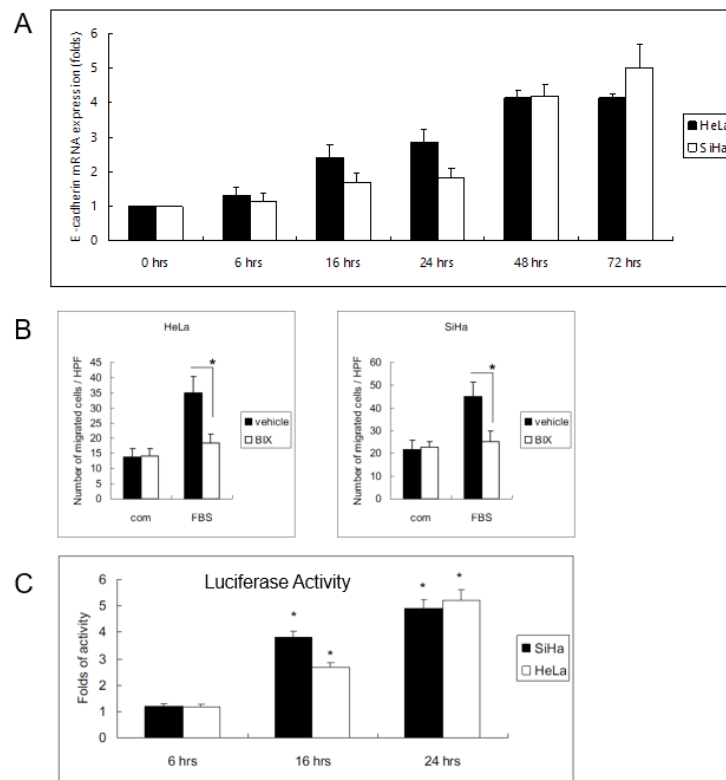 A
E -cadherin mRNA expression (folds)
6
5
4
3
2
1
0
0 hrs 6 hrs 16 hrs 24 hrs 48 hrs 72 hrs
HeLa
SiHa
B
HeLa
Number of migrated cells / HPF
45
40
35
30
25
20
15
10
5
0
*
com FBS
vehicle
BIX
SiHa
Number of migrated cells / HPF
60
50
40
30
20
10
0
*
com FBS
vehicle
BIX
C
Luciferase Activity
Folds of activity
6
5
4
3
2
1
0
* * * *
6 hrs 16 hrs 24 hrs
SiHa
HeLa